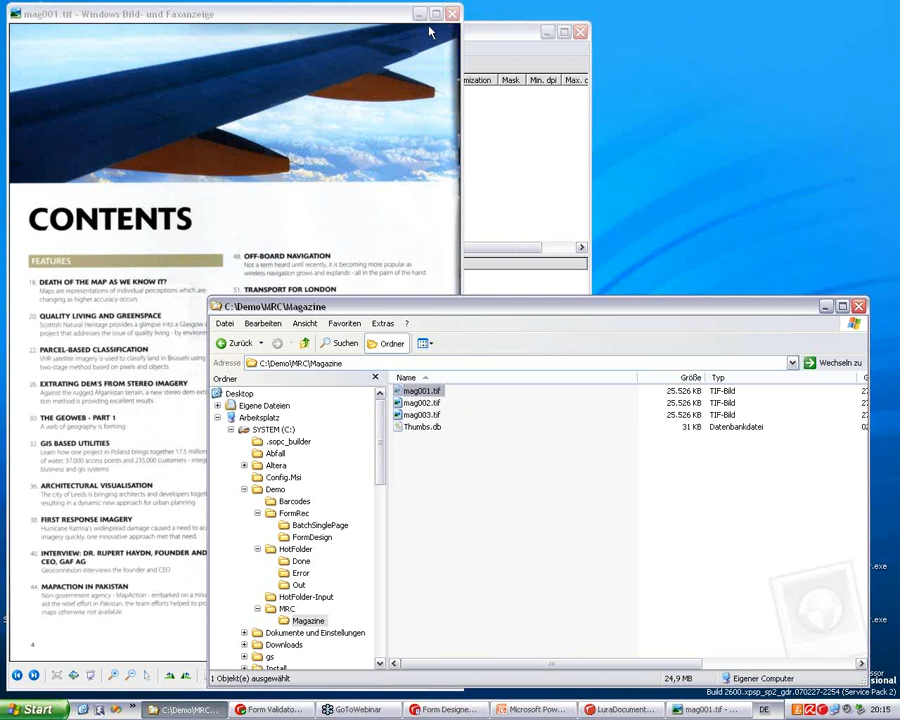 mag001.tif - Windows Bild- und Faxanzeige
mization Mask Min. dpi Max. c
CONTENTS
FEATURES
18. DEATH OF THE MAP AS WE KNOW IT?
Maps are representations of individual perceptions which are
changing as higher accuracy occurs
20. QUALITY LIVING AND GREENSPACE
Scottish Natural Heritage provides a glimpse into a Glasgow
project that addresses the issue of quality living - by environ
22. PARCEL-BASED CLASSIFICATION
VHR satellite imagery is used to classify land in Brussels using
two-stage method based on pixels and objects
26. EXTRATING DEM'S FROM STEREO IMAGERY
Against the rugged Afganistan terrain, a new stereo dem ext
tion method is providing excellent results
30. THE GEOWEB - PART 1
A web of geography is forming
32. GIS BASED UTILITIES
Learn how one project in Poland brings together 17.5 million
of water, 37.000 access points and 235,000 customers - integ
business and gis systems
36. ARCHITECTURAL VISUALISATION
The city of Leeds is bringing architects and developers toget
resulting in a dynamic new approach for urban planning
38. FIRST RESPONSE IMAGERY
Hurricane Katrina's widespread damage caused a need to ac
imagery quickly, one innovative approach met that need.
40. INTERVIEW: DR. RUPERT HAYDN, FOUNDER AND
CEO, GAF AG
Geoconnexion interviews the founder and CEO
44. MAPACTION IN PAKISTAN
Non-government agency - MapAction - embarked on a miss
aid the relief effort in Pakistan. the team efforts helped to pro
maps otherwise not available
4
48. OFF-BOARD NAVIGATION
Not a term heard until recently, it is becoming more popular as
wireless navigation grows and expands - all in the palm of the hand
51. TRANSPORT FOR LONDON
C:\Demo\MRC\Magazine
Datei Bearbeiten Ansicht Favoriten Extras ?
Zurück Suchen Ordner
Adresse C:\Demo\MRC\Magazine Wechseln zu
Ordner
Desktop
Eigene Dateien
Arbeitsplatz
SYSTEM (C:)
.sopc_builder
Abfall
Altera
Config.Msi
Demo
Barcodes
FormRec
BatchSinglePage
FormDesign
HotFolder
Done
Error
Out
HotFolder-Input
MRC
Magazine
Dokumente und Einstellungen
Downloads
gs
Install
Name Größe Typ G
mag001.tif 25.526 KB TIF-Bild 27
mag002.tif 25.526 KB TIF-Bild 27
mag003.tif 25.526 KB TIF-Bild 27
Thumbs.db 31 KB Datenbankdatei 02
1 Objekt(e) ausgewählt 24,9 MB Eigener Computer
r.exe
.exe
ssor
sional
Build 2600.xpsp_sp2_gdr.070227-2254 (Service Pack 2)
Start C:\Demo\MRC... Form Validato... GoToWebinar Form Designe... Microsoft Pow... LuraDocument... mag001.tif - ... DE 20:15